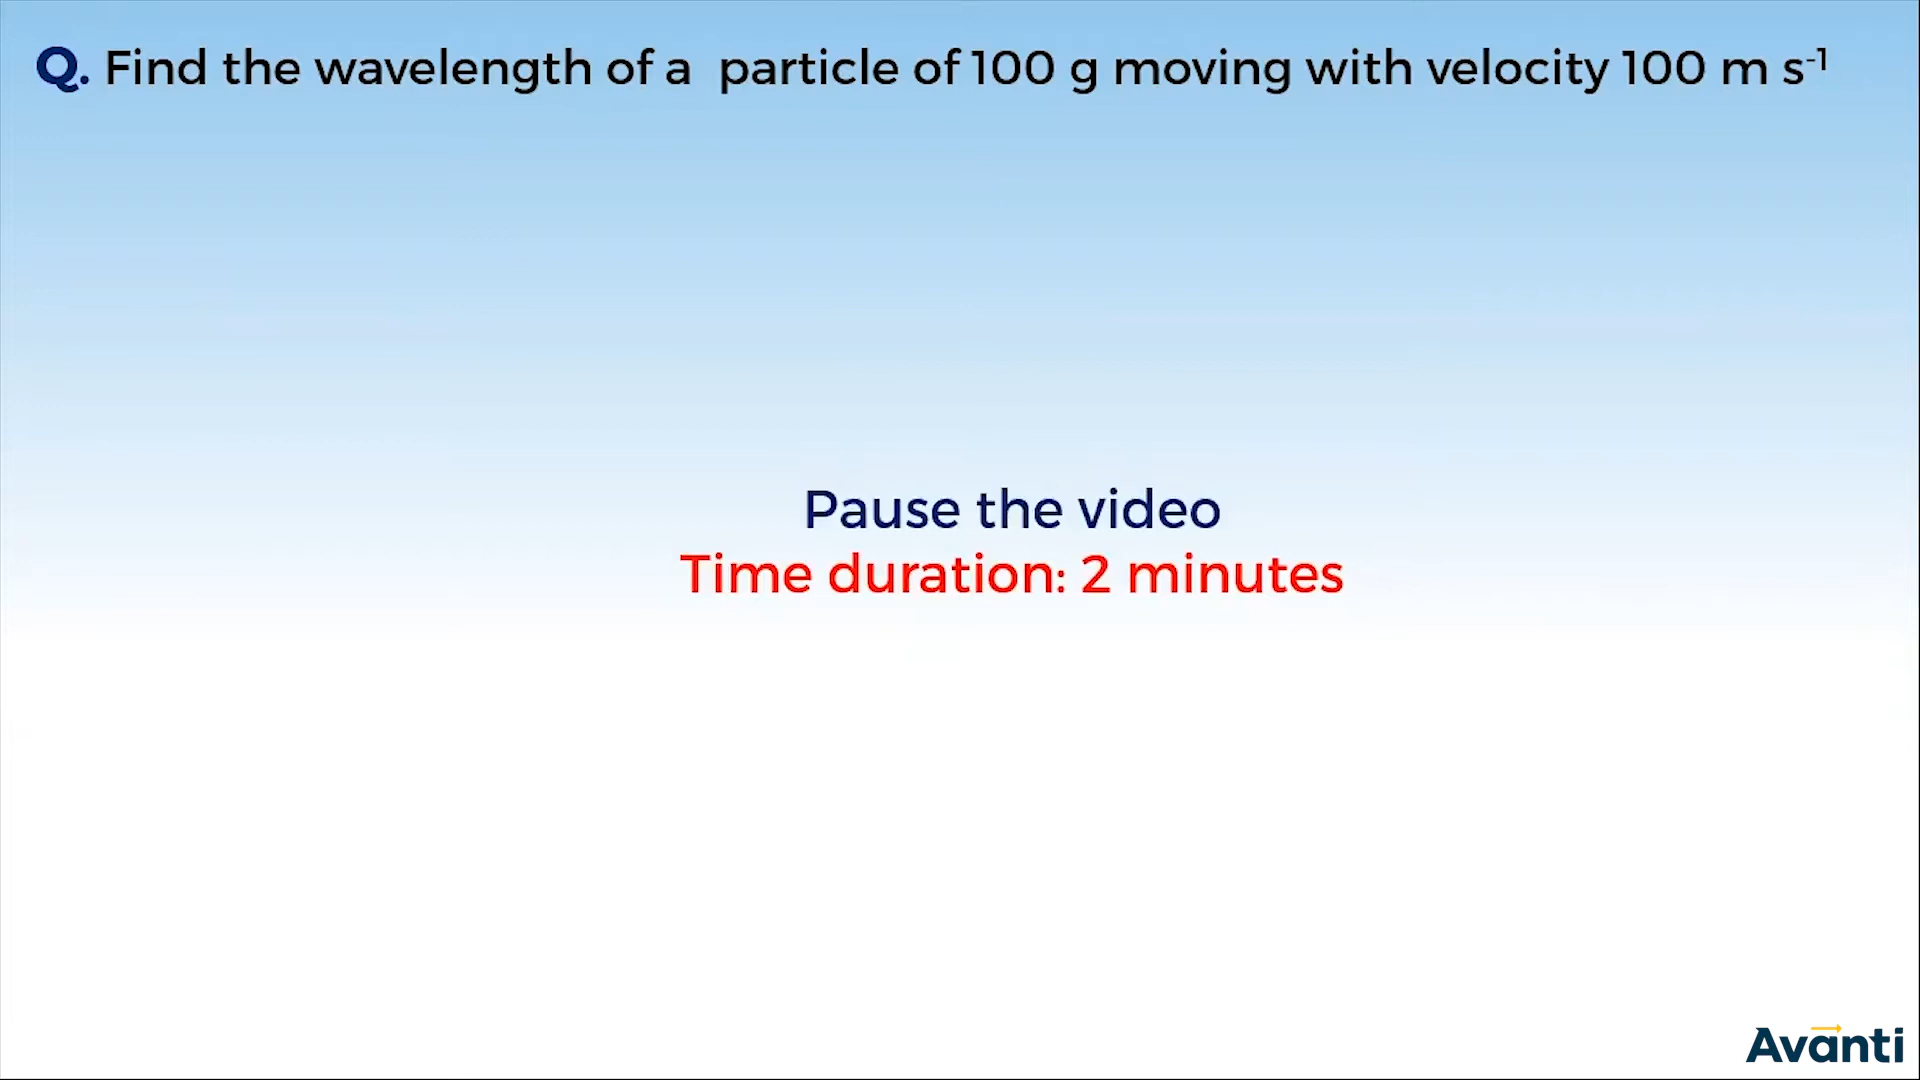 Q. Find the wavelength of a particle of 100 g moving with velocity 100 m s⁻¹
Pause the video
Time duration: 2 minutes
Avanti